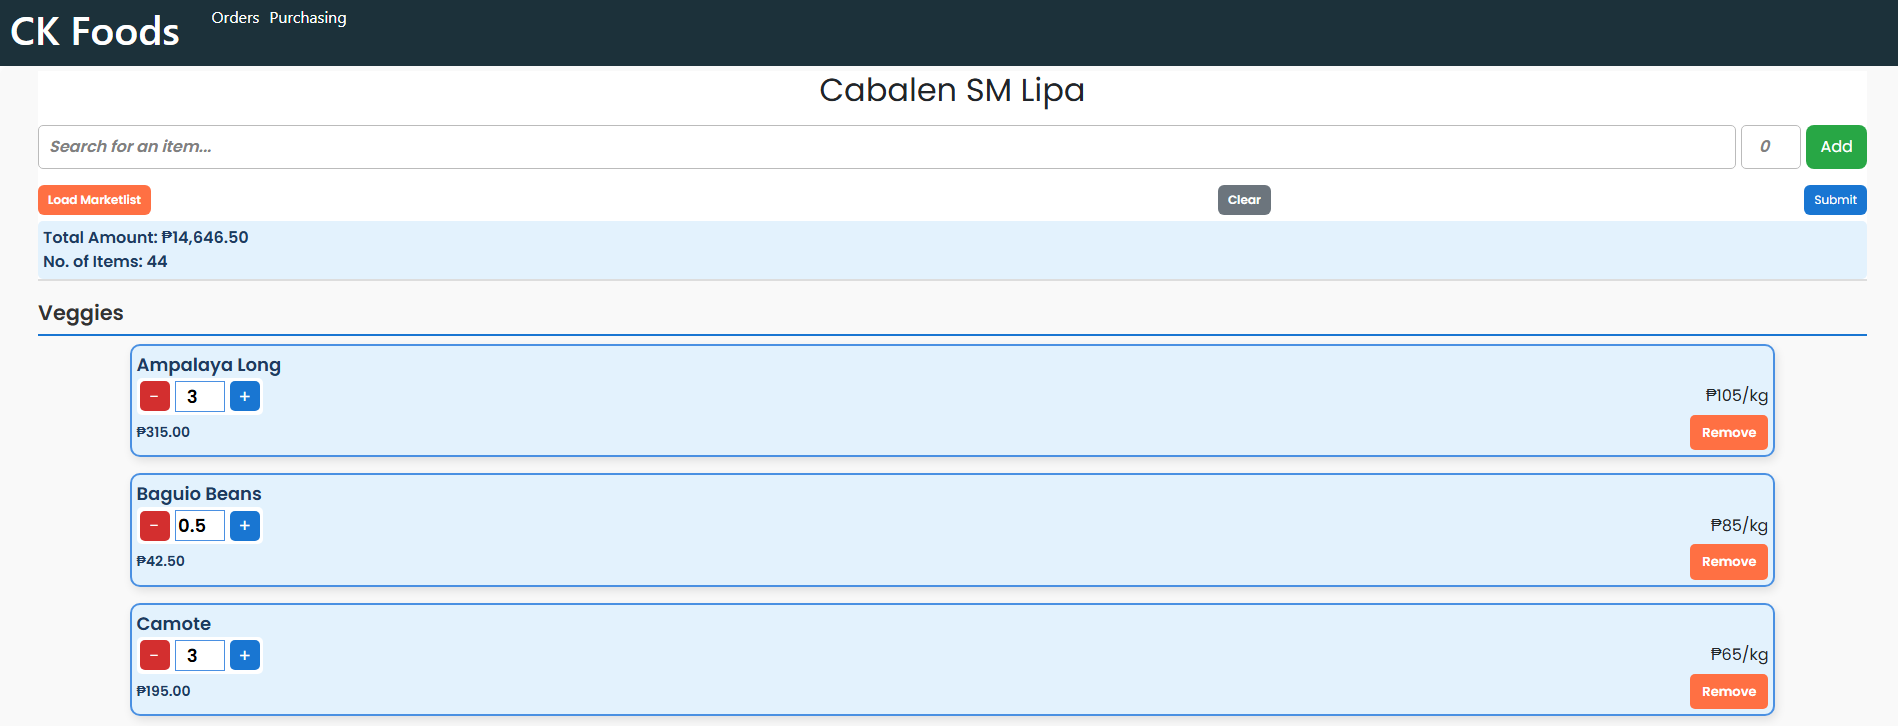 CK Foods
Orders Purchasing
Cabalen SM Lipa
Search for an item... 0 Add
Load Marketlist Clear Submit
Total Amount: ₱14,646.50
No. of Items: 44
Veggies
Ampalaya Long
- 3 + ₱105/kg
₱315.00 Remove
Baguio Beans
- 0.5 + ₱85/kg
₱42.50 Remove
Camote
- 3 + ₱65/kg
₱195.00 Remove